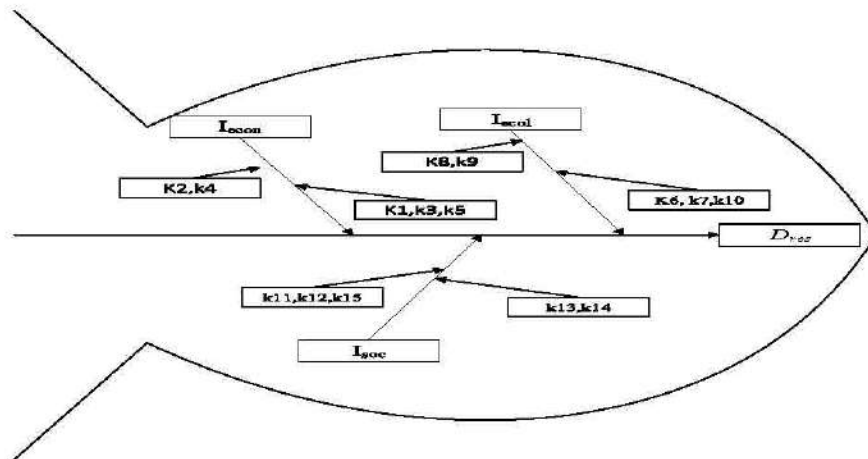 I_econ
I_ecol
K8,k9
K2,k4
K6, k7,k10
K1,k3,k5
D_ves
k11,k12,k15
k13,k14
I_soc